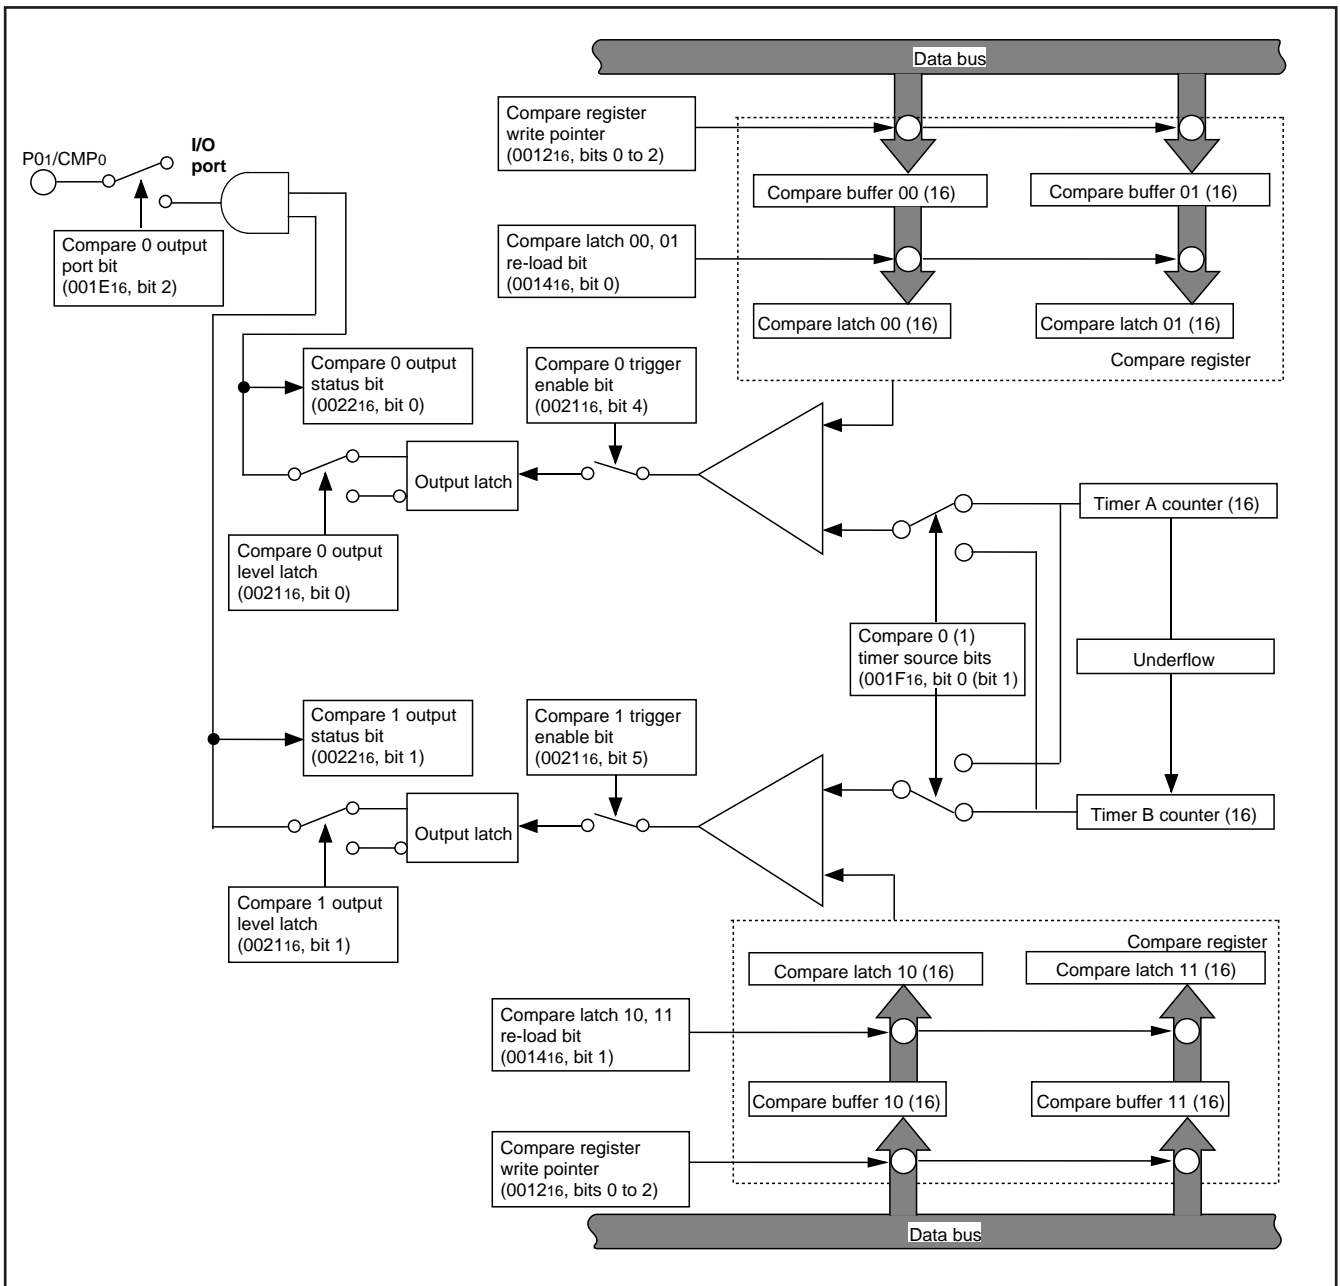 Data bus
Compare register
write pointer
(001216, bits 0 to 2)
I/O
port
P01/CMP0
Compare buffer 00 (16)
Compare buffer 01 (16)
Compare 0 output
port bit
(001E16, bit 2)
Compare latch 00, 01
re-load bit
(001416, bit 0)
Compare latch 00 (16)
Compare latch 01 (16)
Compare register
Compare 0 output
status bit
(002216, bit 0)
Compare 0 trigger
enable bit
(002116, bit 4)
Output latch
Timer A counter (16)
Compare 0 output
level latch
(002116, bit 0)
Compare 0 (1)
timer source bits
(001F16, bit 0 (bit 1)
Underflow
Compare 1 output
status bit
(002216, bit 1)
Compare 1 trigger
enable bit
(002116, bit 5)
Output latch
Timer B counter (16)
Compare 1 output
level latch
(002116, bit 1)
Compare register
Compare latch 10 (16)
Compare latch 11 (16)
Compare latch 10, 11
re-load bit
(001416, bit 1)
Compare buffer 10 (16)
Compare buffer 11 (16)
Compare register
write pointer
(001216, bits 0 to 2)
Data bus